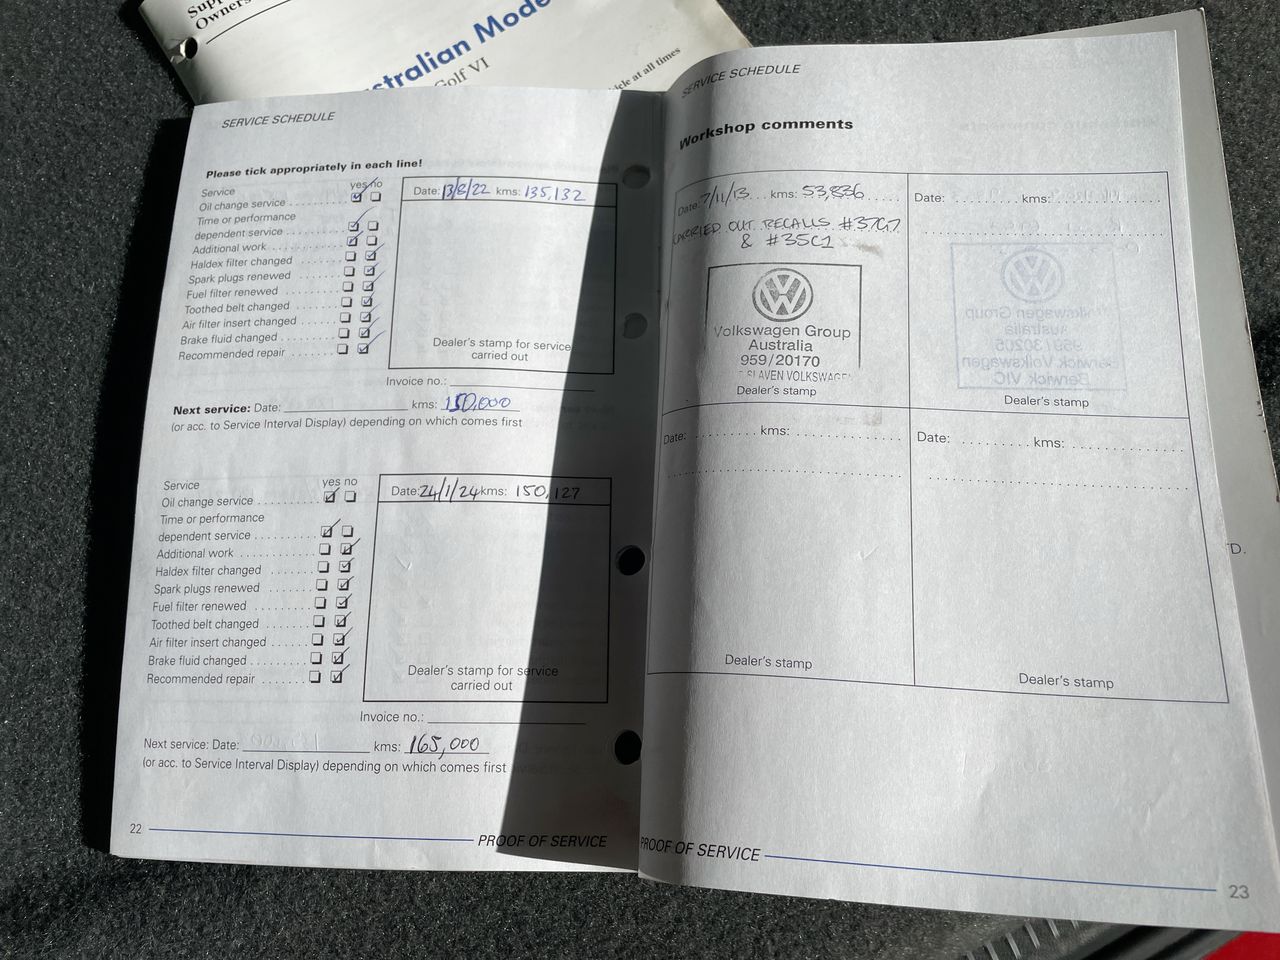 Owners
Australian Mode
Golf VI
vehicle at all times
SERVICE SCHEDULE
Please tick appropriately in each line!
Service yes no
Oil change service
Time or performance
dependent service
Additional work
Haldex filter changed
Spark plugs renewed
Fuel filter renewed
Toothed belt changed
Air filter insert changed
Brake fluid changed
Recommended repair
Date: 13/8/22 kms: 135,132
Dealer's stamp for service
carried out
Invoice no.:
Next service: Date: kms: 150,000
(or acc. to Service Interval Display) depending on which comes first
Service yes no
Oil change service
Time or performance
dependent service
Additional work
Haldex filter changed
Spark plugs renewed
Fuel filter renewed
Toothed belt changed
Air filter insert changed
Brake fluid changed
Recommended repair
Date: 24/1/24 kms: 150,127
Dealer's stamp for service
carried out
Invoice no.:
Next service: Date: kms: 165,000
(or acc. to Service Interval Display) depending on which comes first
22
PROOF OF SERVICE
SERVICE SCHEDULE
Workshop comments
Date: 7/11/13 kms: 53,836
CARRIED OUT RECALLS #37G7
& #35C1
Volkswagen Group
Australia
959/20170
SLAVEN VOLKSWAGEN
Dealer's stamp
Date: kms:
Volkswagen Group
Australia
959/30205
Berwick Volkswagen
Berwick VIC
Dealer's stamp
Date: kms:
Dealer's stamp
Date: kms:
Dealer's stamp
PROOF OF SERVICE
23